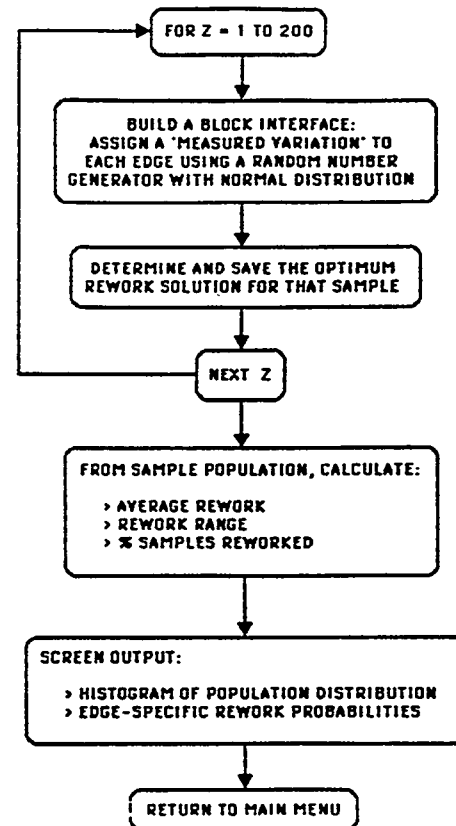 FOR Z = 1 TO 200
BUILD A BLOCK INTERFACE:
ASSIGN A "MEASURED VARIATION" TO
EACH EDGE USING A RANDOM NUMBER
GENERATOR WITH NORMAL DISTRIBUTION
DETERMINE AND SAVE THE OPTIMUM
REWORK SOLUTION FOR THAT SAMPLE
NEXT Z
FROM SAMPLE POPULATION, CALCULATE:
> AVERAGE REWORK
> REWORK RANGE
> % SAMPLES REWORKED
SCREEN OUTPUT:
> HISTOGRAM OF POPULATION DISTRIBUTION
> EDGE-SPECIFIC REWORK PROBABILITIES
RETURN TO MAIN MENU